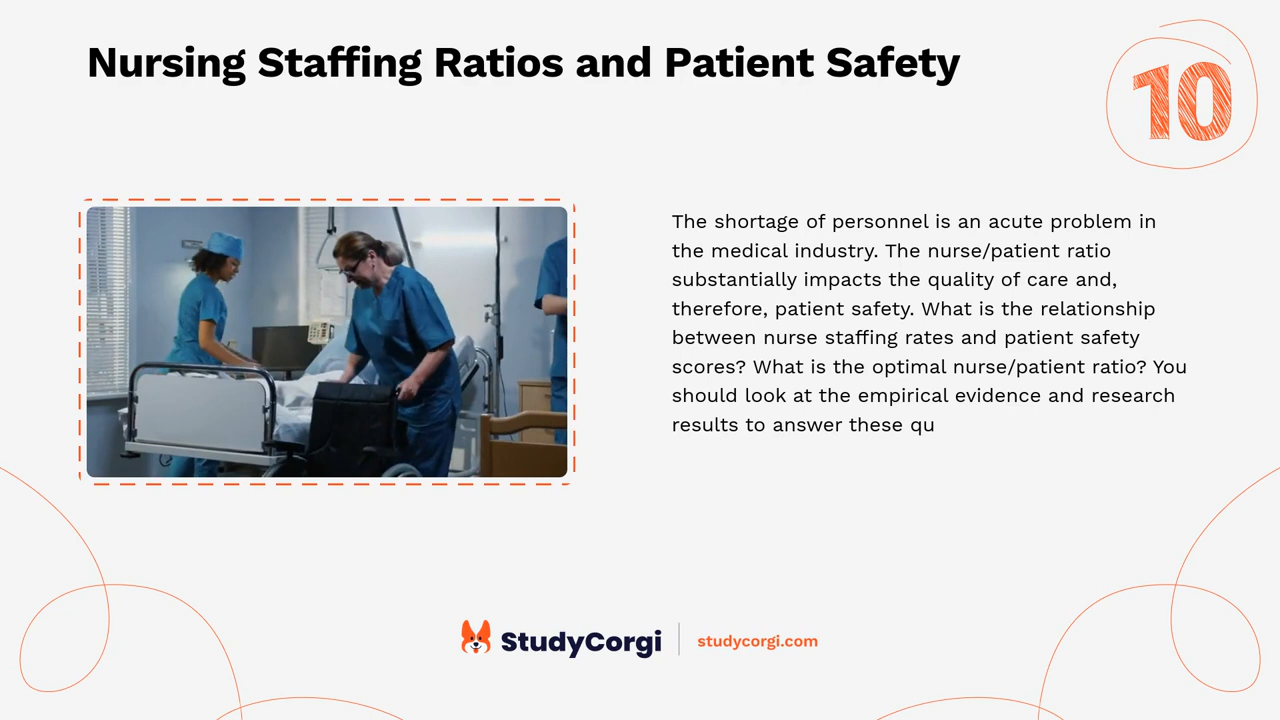 Nursing Staffing Ratios and Patient Safety
10
The shortage of personnel is an acute problem in
the medical industry. The nurse/patient ratio
substantially impacts the quality of care and,
therefore, patient safety. What is the relationship
between nurse staffing rates and patient safety
scores? What is the optimal nurse/patient ratio? You
should look at the empirical evidence and research
results to answer these qu
StudyCorgi
studycorgi.com